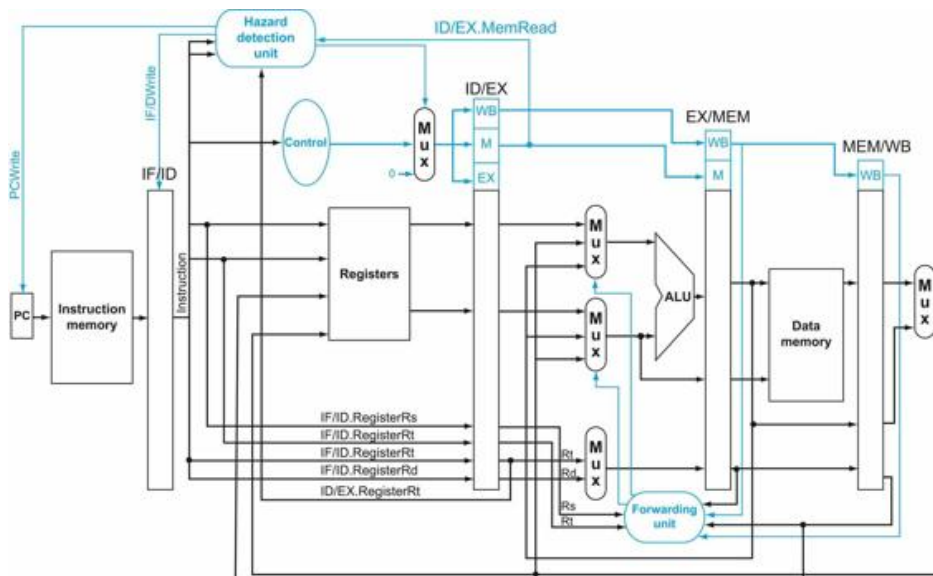 Hazard
detection
unit
ID/EX.MemRead
PCWrite
IF/DWrite
ID/EX
WB
M
EX
Control
Mux
0
EX/MEM
WB
M
MEM/WB
WB
IF/ID
PC
Instruction
memory
Instruction
Registers
Mux
Mux
ALU
Data
memory
Mux
IF/ID.RegisterRs
IF/ID.RegisterRt
IF/ID.RegisterRt
IF/ID.RegisterRd
ID/EX.RegisterRt
Rt
Rd
Mux
Rs
Rt
Forwarding
unit